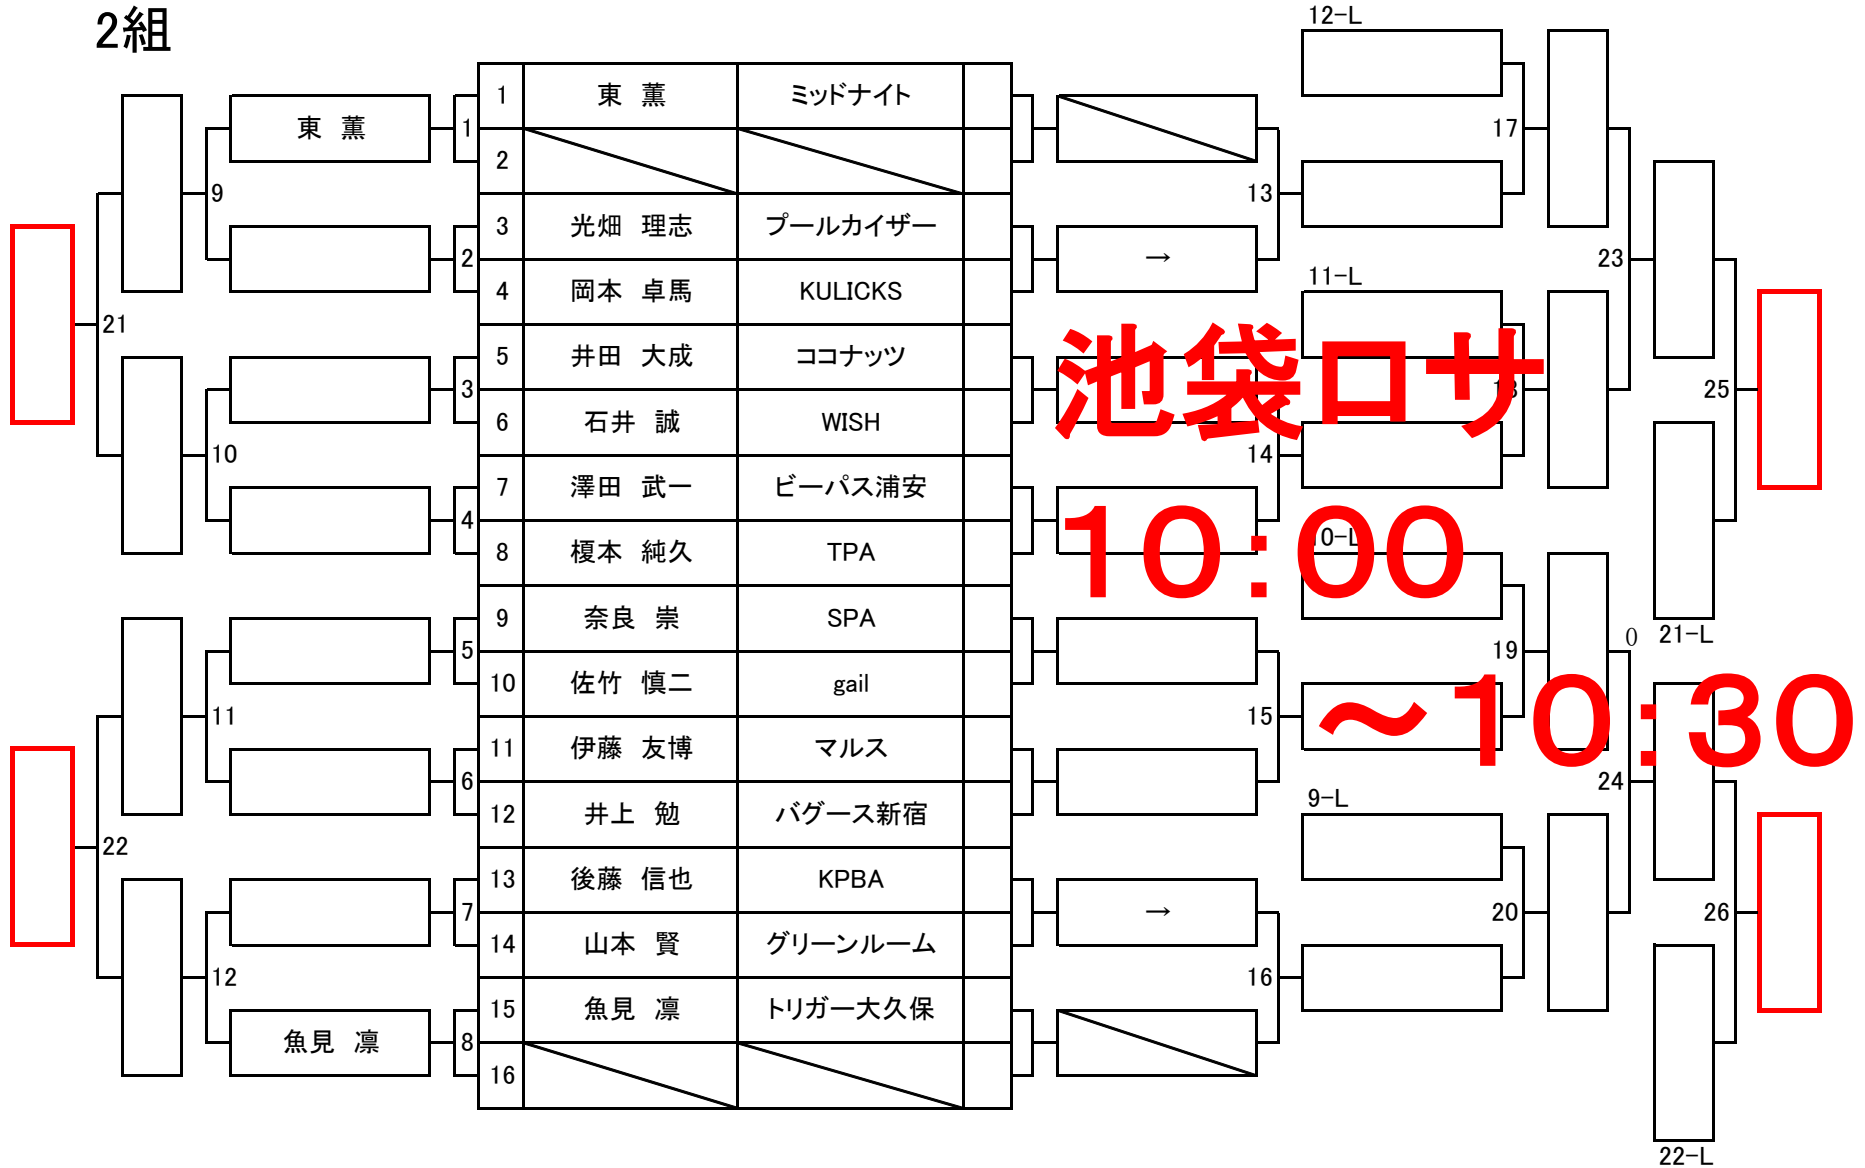 2組
12-L
1 東 薫 ミッドナイト
東 薫 1
17
2
9
13
3 光畑 理志 プールカイザー
2 → 23
4 岡本 卓馬 KULICKS
11-L
21
5 井田 大成 ココナッツ
池袋ロサ
3 18 25
6 石井 誠 WISH
10 14
7 澤田 武一 ビーパス浦安
4
10:00
8 榎本 純久 TPA
10-L
9 奈良 崇 SPA
0 21-L
5 19
10 佐竹 慎二 gail
11 15
~10:30
11 伊藤 友博 マルス
6 24
9-L
12 井上 勉 バグース新宿
22
13 後藤 信也 KPBA
7 → 20 26
14 山本 賢 グリーンルーム
12 16
15 魚見 凛 トリガー大久保
魚見 凛 8
16
22-L